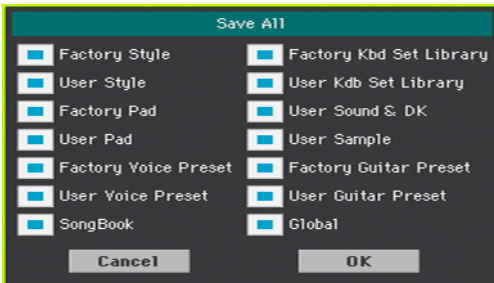 Save All
Factory Style
Factory Kbd Set Library
User Style
User Kdb Set Library
Factory Pad
User Sound & DK
User Pad
User Sample
Factory Voice Preset
Factory Guitar Preset
User Voice Preset
User Guitar Preset
SongBook
Global
Cancel
OK